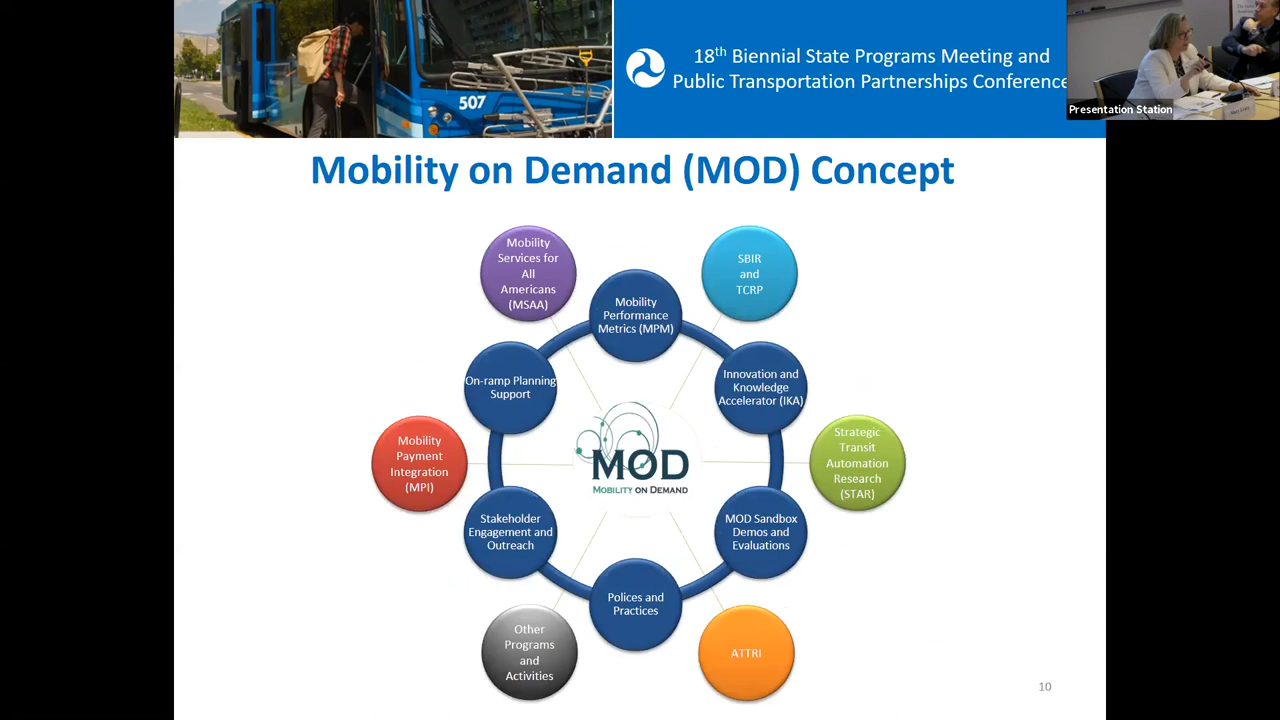 507
18th Biennial State Programs Meeting and
Public Transportation Partnerships Conference
Presentation Station
Mobility on Demand (MOD) Concept
Mobility
Services for
All
Americans
(MSAA)
SBIR
and
TCRP
Mobility
Performance
Metrics (MPM)
On-ramp Planning
Support
Innovation and
Knowledge
Accelerator (IKA)
Mobility
Payment
Integration
(MPI)
MOD
MOBILITY ON DEMAND
Strategic
Transit
Automation
Research
(STAR)
Stakeholder
Engagement and
Outreach
MOD Sandbox
Demos and
Evaluations
Polices and
Practices
Other
Programs
and
Activities
ATTRI
10